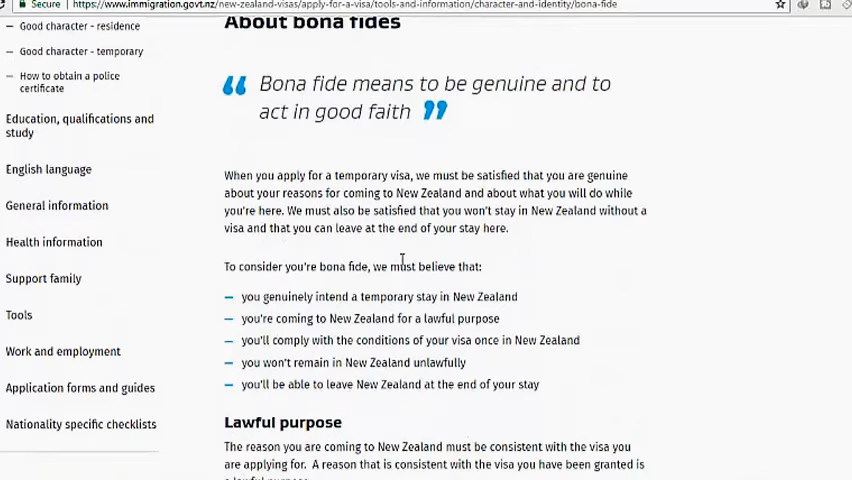 Secure
https://www.immigration.govt.nz/new-zealand-visas/apply-for-a-visa/tools-and-information/character-and-identity/bona-fide
– Good character - residence
– Good character - temporary
– How to obtain a police
certificate
Education, qualifications and
study
English language
General information
Health information
Support family
Tools
Work and employment
Application forms and guides
Nationality specific checklists
About bona fides
“ Bona fide means to be genuine and to
act in good faith ”
When you apply for a temporary visa, we must be satisfied that you are genuine
about your reasons for coming to New Zealand and about what you will do while
you're here. We must also be satisfied that you won't stay in New Zealand without a
visa and that you can leave at the end of your stay here.
To consider you're bona fide, we must believe that:
– you genuinely intend a temporary stay in New Zealand
– you're coming to New Zealand for a lawful purpose
– you'll comply with the conditions of your visa once in New Zealand
– you won't remain in New Zealand unlawfully
– you'll be able to leave New Zealand at the end of your stay
Lawful purpose
The reason you are coming to New Zealand must be consistent with the visa you
are applying for. A reason that is consistent with the visa you have been granted is